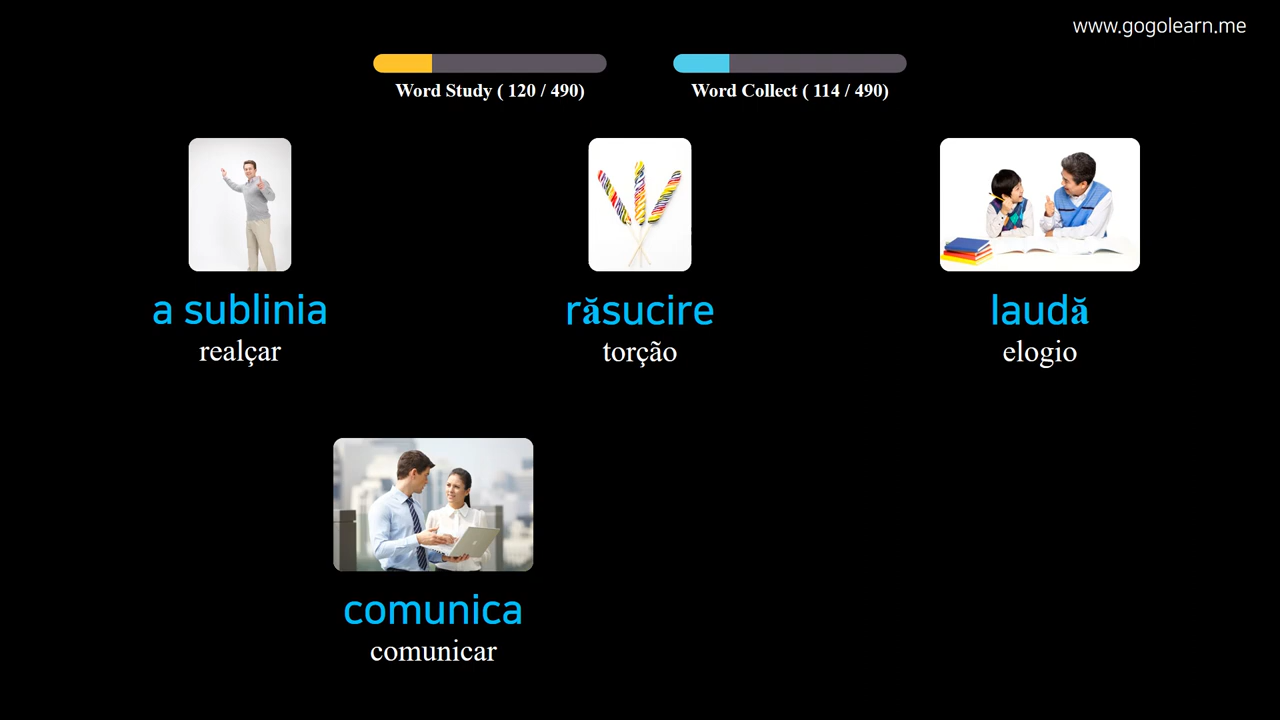 www.gogolearn.me
Word Study ( 120 / 490)
Word Collect ( 114 / 490)
a sublinia
realçar
răsucire
torção
laudă
elogio
comunica
comunicar